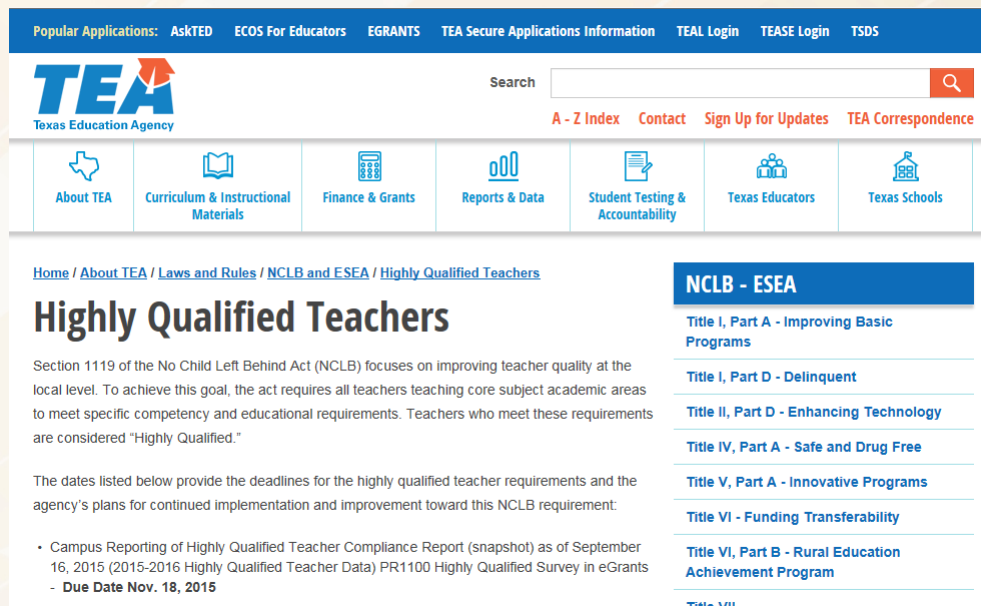 Popular Applications: AskTED ECOS For Educators EGRANTS TEA Secure Applications Information TEAL Login TEASE Login TSDS
TEA
Texas Education Agency
Search
A - Z Index Contact Sign Up for Updates TEA Correspondence
About TEA
Curriculum & Instructional
Materials
Finance & Grants
Reports & Data
Student Testing &
Accountability
Texas Educators
Texas Schools
Home / About TEA / Laws and Rules / NCLB and ESEA / Highly Qualified Teachers
Highly Qualified Teachers
Section 1119 of the No Child Left Behind Act (NCLB) focuses on improving teacher quality at the
local level. To achieve this goal, the act requires all teachers teaching core subject academic areas
to meet specific competency and educational requirements. Teachers who meet these requirements
are considered “Highly Qualified.”
The dates listed below provide the deadlines for the highly qualified teacher requirements and the
agency’s plans for continued implementation and improvement toward this NCLB requirement:
• Campus Reporting of Highly Qualified Teacher Compliance Report (snapshot) as of September
16, 2015 (2015-2016 Highly Qualified Teacher Data) PR1100 Highly Qualified Survey in eGrants
- Due Date Nov. 18, 2015
NCLB - ESEA
Title I, Part A - Improving Basic
Programs
Title I, Part D - Delinquent
Title II, Part D - Enhancing Technology
Title IV, Part A - Safe and Drug Free
Title V, Part A - Innovative Programs
Title VI - Funding Transferability
Title VI, Part B - Rural Education
Achievement Program
Title VII